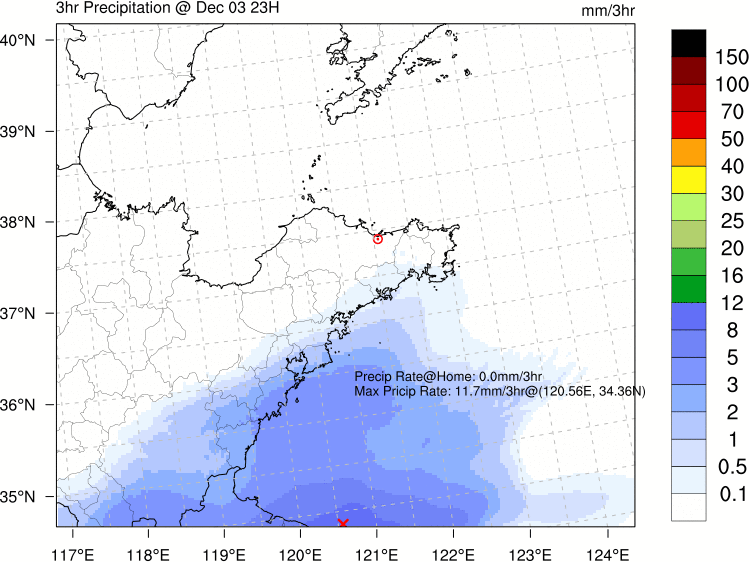 3hr Precipitation @ Dec 03 23H
mm/3hr
40°N
39°N
38°N
37°N
36°N
35°N
Precip Rate@Home: 0.0mm/3hr
Max Pricip Rate: 11.7mm/3hr@(120.56E, 34.36N)
117°E 118°E 119°E 120°E 121°E 122°E 123°E 124°E
150
100
70
50
40
30
25
20
16
12
8
5
3
2
1
0.5
0.1